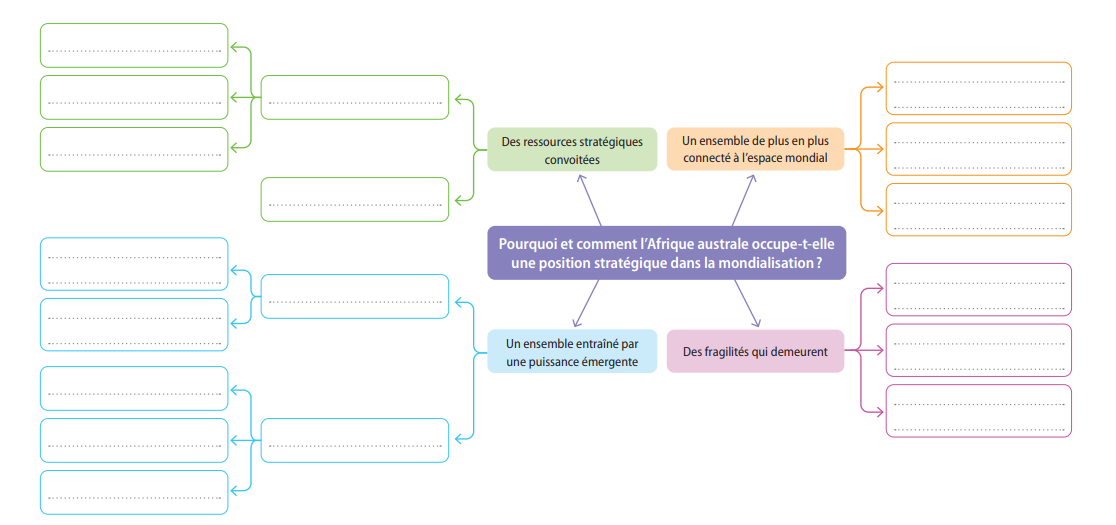 Des ressources stratégiques
convoitées
Un ensemble de plus en plus
connecté à l'espace mondial
Pourquoi et comment l'Afrique australe occupe-t-elle
une position stratégique dans la mondialisation ?
Un ensemble entraîné par
une puissance émergente
Des fragilités qui demeurent